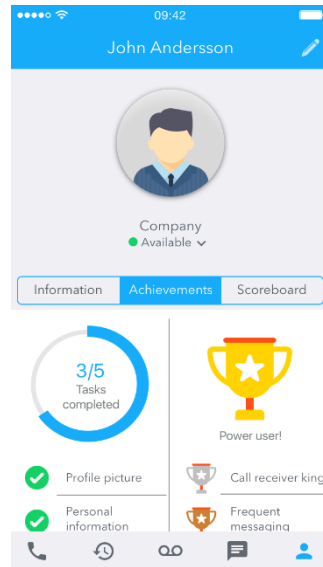 09:42
John Andersson
Company
Available
Information Achievements Scoreboard
3/5
Tasks
completed
Power user!
Profile picture
Call receiver king
Personal
information
Frequent
messaging